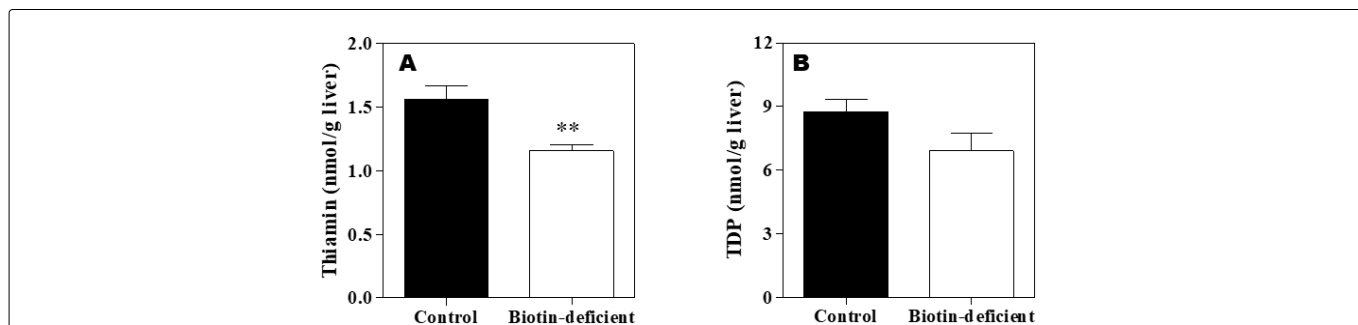 A
Thiamin (nmol/g liver)
2.0
1.5
1.0
0.5
0.0
**
Control
Biotin-deficient
B
TDP (nmol/g liver)
12
9
6
3
0
Control
Biotin-deficient